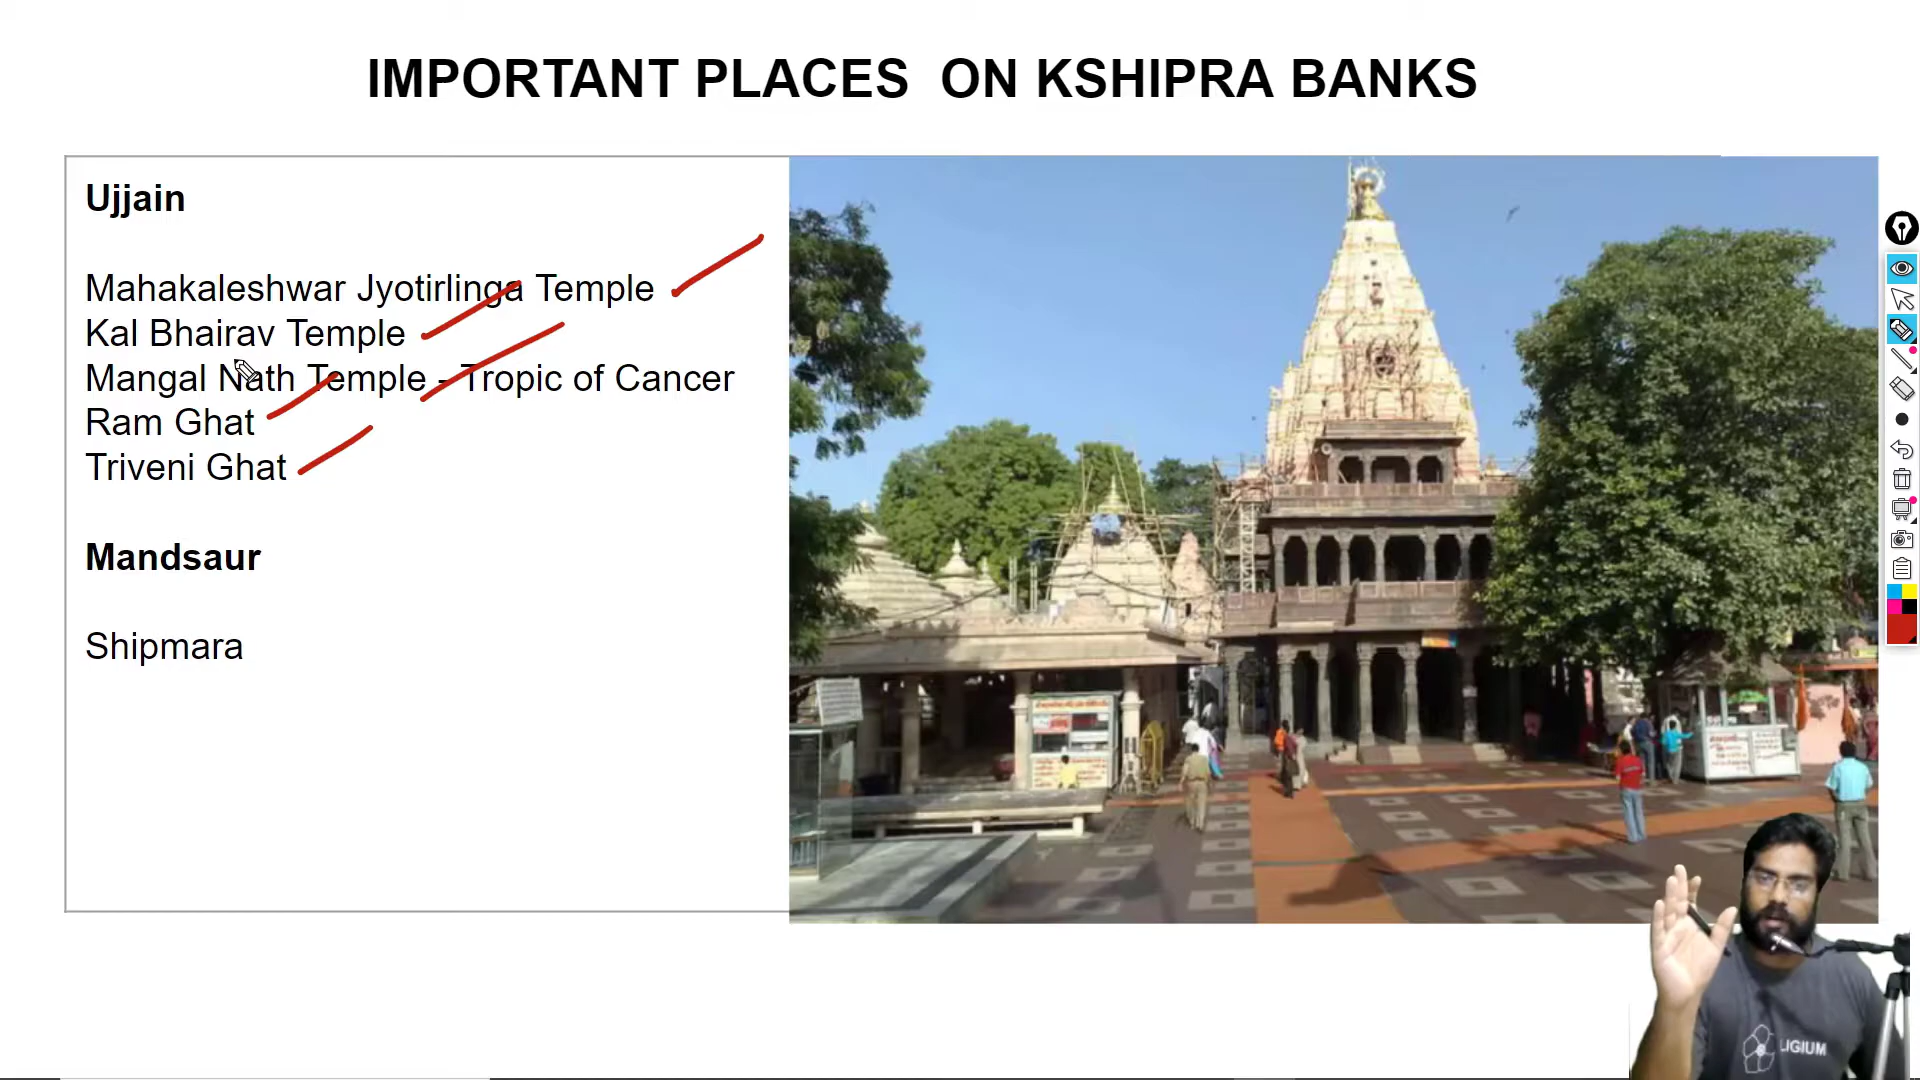 IMPORTANT PLACES ON KSHIPRA BANKS
Ujjain
Mahakaleshwar Jyotirlinga Temple
Kal Bhairav Temple
Mangal Nath Temple – Tropic of Cancer
Ram Ghat
Triveni Ghat
Mandsaur
Shipmara
LIGIUM